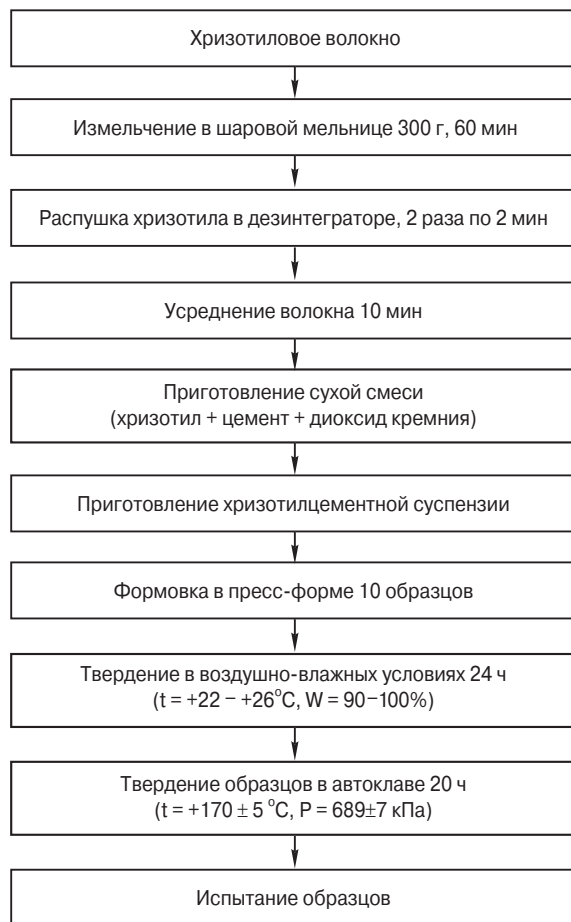 Хризотиловое волокно
Измельчение в шаровой мельнице 300 г, 60 мин
Распушка хризотила в дезинтеграторе, 2 раза по 2 мин
Усреднение волокна 10 мин
Приготовление сухой смеси
(хризотил + цемент + диоксид кремния)
Приготовление хризотилцементной суспензии
Формовка в пресс-форме 10 образцов
Твердение в воздушно-влажных условиях 24 ч
(t = +22 – +26°C, W = 90–100%)
Твердение образцов в автоклаве 20 ч
(t = +170 ± 5 °C, P = 689±7 кПа)
Испытание образцов